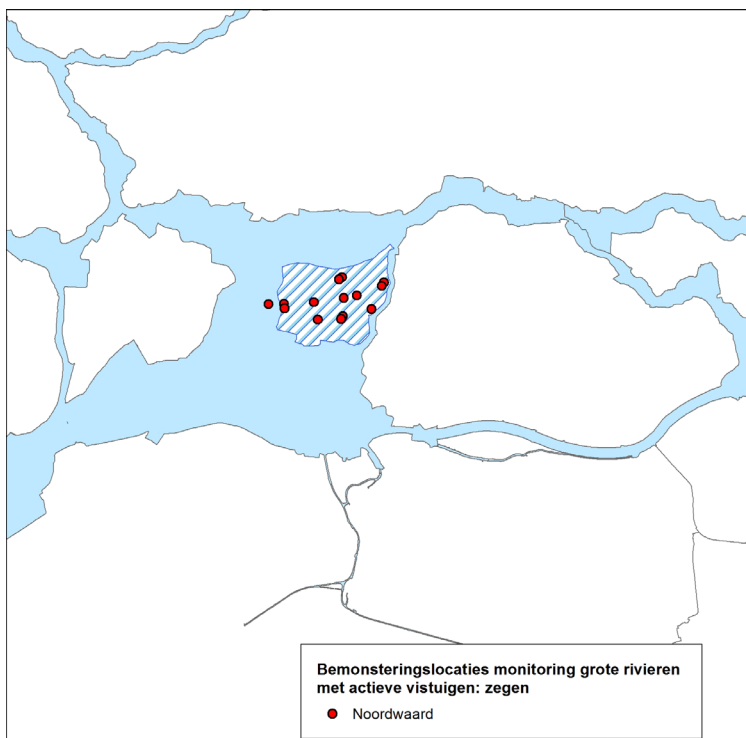 Bemonsteringslocaties monitoring grote rivieren
met actieve vistuigen: zegen
Noordwaard